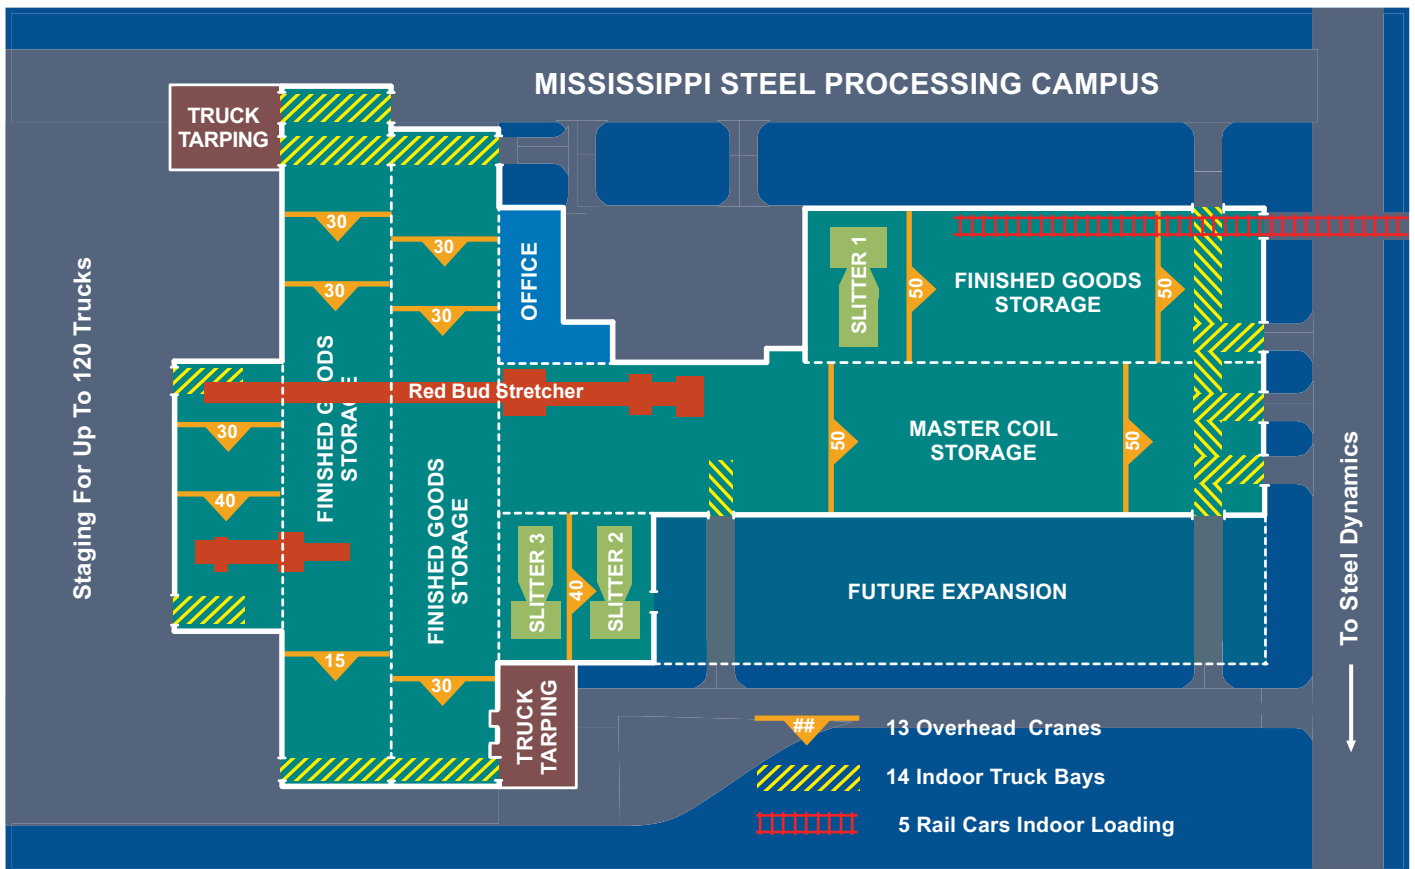 MISSISSIPPI STEEL PROCESSING CAMPUS
TRUCK
TARPING
Staging For Up To 120 Trucks
30
30
30
30
OFFICE
SLITTER 1
50
FINISHED GOODS
STORAGE
50
FINISHED GOODS
STORAGE
Red Bud Stretcher
30
40
FINISHED GOODS
STORAGE
50
MASTER COIL
STORAGE
50
To Steel Dynamics
SLITTER 3
40
SLITTER 2
FUTURE EXPANSION
15
30
TRUCK
TARPING
## 13 Overhead Cranes
14 Indoor Truck Bays
5 Rail Cars Indoor Loading